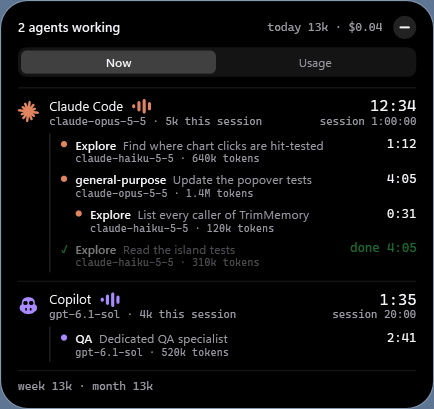 2 agents working
today 13k · $0.04
Now
Usage
Claude Code
12:34
claude-opus-5-5 · 5k this session
session 1:00:00
Explore Find where chart clicks are hit-tested
1:12
claude-haiku-5-5 · 640k tokens
general-purpose Update the popover tests
4:05
claude-opus-5-5 · 1.4M tokens
Explore List every caller of TrimMemory
0:31
claude-haiku-5-5 · 120k tokens
✓ Explore Read the island tests
done 4:05
claude-haiku-5-5 · 310k tokens
Copilot
1:35
gpt-6.1-sol · 4k this session
session 20:00
QA Dedicated QA specialist
2:41
gpt-6.1-sol · 520k tokens
week 13k · month 13k